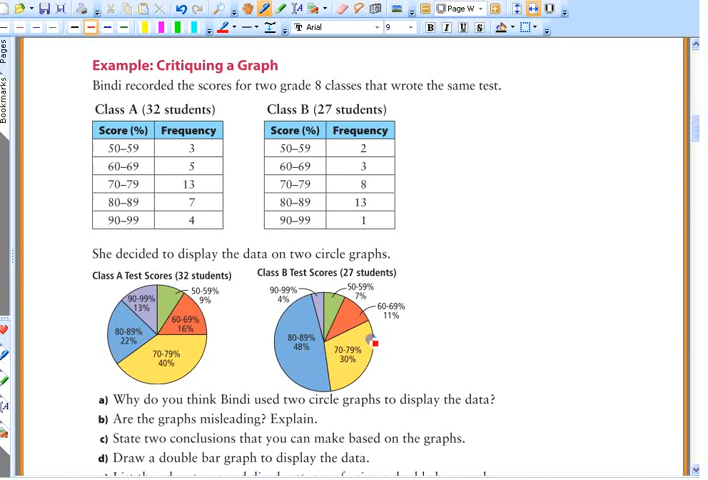 Page W
Arial
9
B I U S
Pages
Bookmarks
Example: Critiquing a Graph
Bindi recorded the scores for two grade 8 classes that wrote the same test.
Class A (32 students)
Score (%) Frequency
50–59 3
60–69 5
70–79 13
80–89 7
90–99 4
Class B (27 students)
Score (%) Frequency
50–59 2
60–69 3
70–79 8
80–89 13
90–99 1
She decided to display the data on two circle graphs.
Class A Test Scores (32 students)
50-59%
9%
60-69%
16%
70-79%
40%
80-89%
22%
90-99%
13%
Class B Test Scores (27 students)
50-59%
7%
60-69%
11%
70-79%
30%
80-89%
48%
90-99%
4%
a) Why do you think Bindi used two circle graphs to display the data?
b) Are the graphs misleading? Explain.
c) State two conclusions that you can make based on the graphs.
d) Draw a double bar graph to display the data.